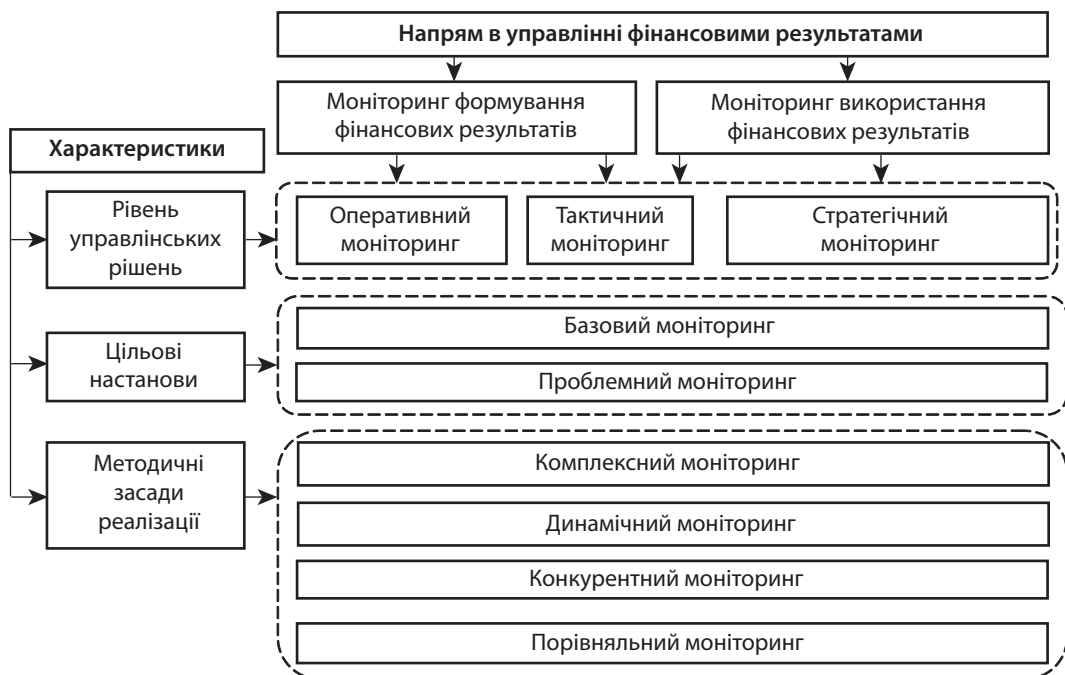 Напрям в управлінні фінансовими результатами
Моніторинг формування
фінансових результатів
Моніторинг використання
фінансових результатів
Характеристики
Рівень
управлінських
рішень
Оперативний
моніторинг
Тактичний
моніторинг
Стратегічний
моніторинг
Цільові
настанови
Базовий моніторинг
Проблемний моніторинг
Методичні
засади
реалізації
Комплексний моніторинг
Динамічний моніторинг
Конкурентний моніторинг
Порівняльний моніторинг